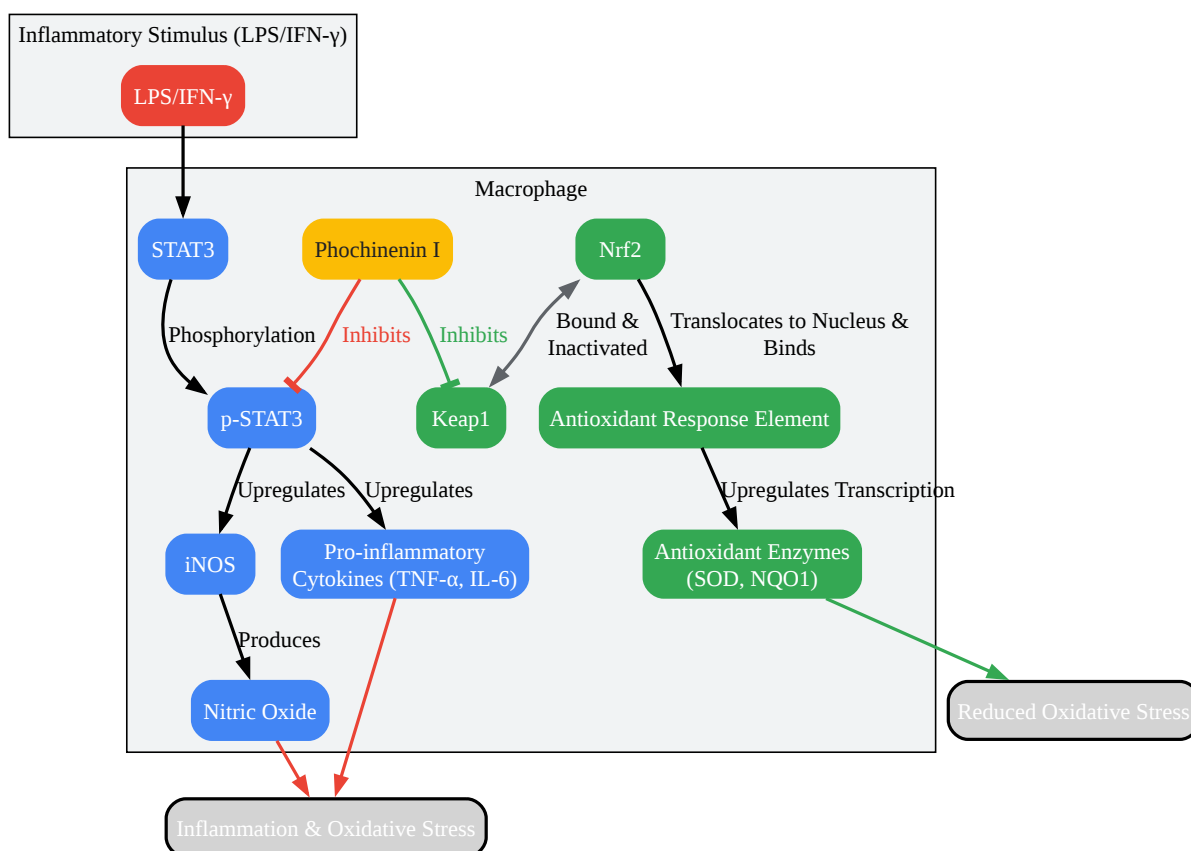 Inflammatory Stimulus (LPS/IFN-γ)
LPS/IFN-γ
Macrophage
STAT3
Phochinenin I
Nrf2
Phosphorylation
Inhibits
Inhibits
Bound &
Inactivated
Translocates to Nucleus &
Binds
p-STAT3
Keap1
Antioxidant Response Element
Upregulates
Upregulates
Upregulates Transcription
iNOS
Pro-inflammatory
Cytokines (TNF-α, IL-6)
Antioxidant Enzymes
(SOD, NQO1)
Produces
Nitric Oxide
Reduced Oxidative Stress
Inflammation & Oxidative Stress